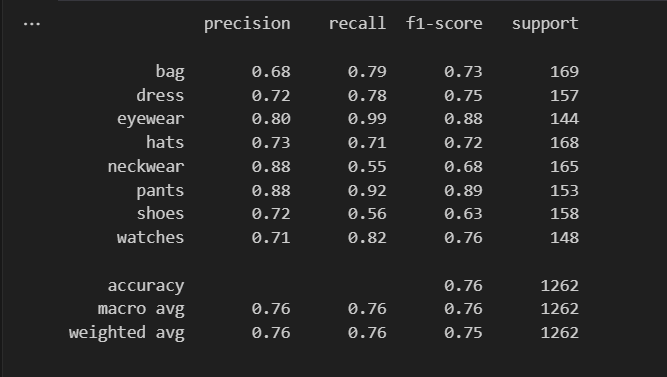 ...
precision recall f1-score support
bag 0.68 0.79 0.73 169
dress 0.72 0.78 0.75 157
eyewear 0.80 0.99 0.88 144
hats 0.73 0.71 0.72 168
neckwear 0.88 0.55 0.68 165
pants 0.88 0.92 0.89 153
shoes 0.72 0.56 0.63 158
watches 0.71 0.82 0.76 148
accuracy 0.76 1262
macro avg 0.76 0.76 0.76 1262
weighted avg 0.76 0.76 0.75 1262